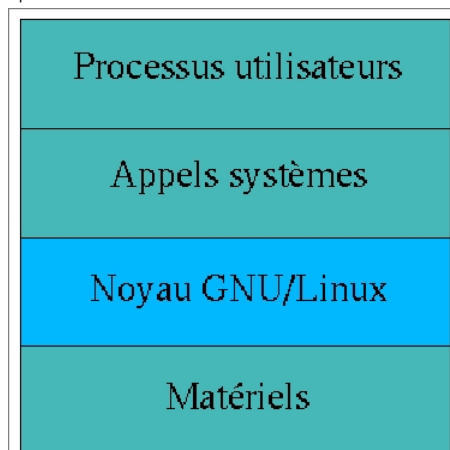 Processus utilisateurs
Appels systèmes
Noyau GNU/Linux
Matériels